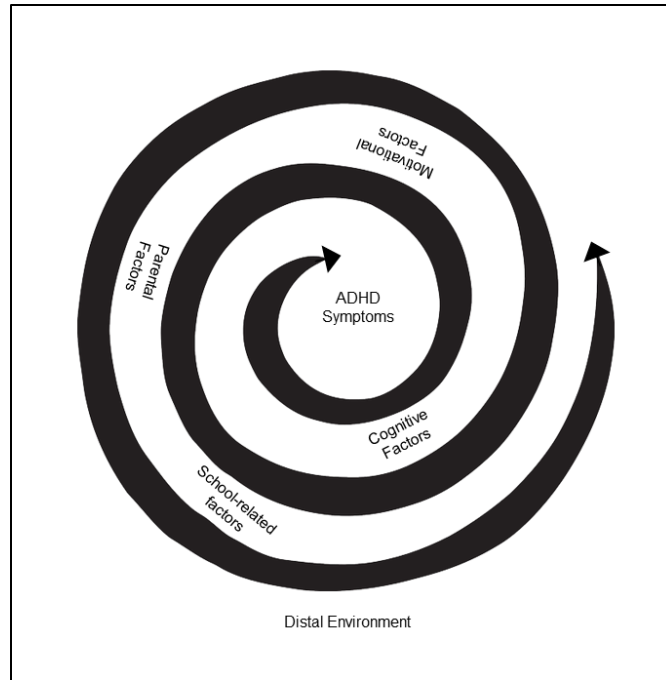 Motivational
Factors
Parental
Factors
ADHD
Symptoms
Cognitive
Factors
School-related
factors
Distal Environment